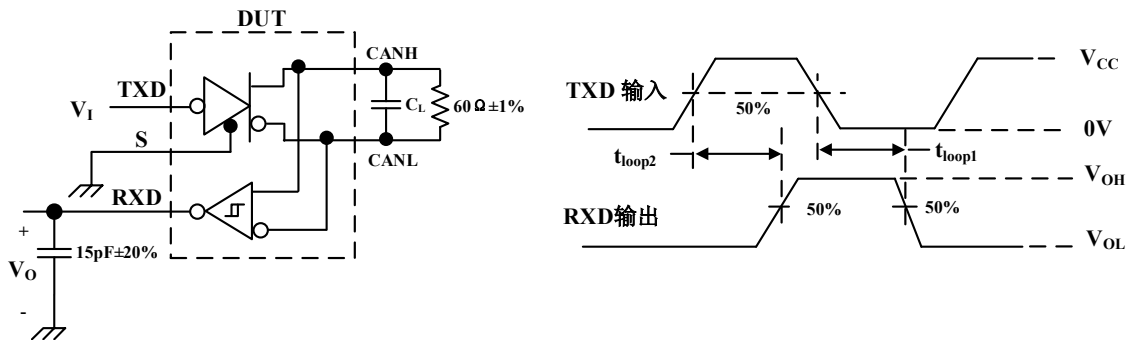 DUT
CANH
TXD
V_I
C_L
60Ω±1%
S
CANL
RXD
+
V_O
15pF±20%
-
V_CC
TXD 输入
50%
0V
t_loop2
t_loop1
V_OH
RXD输出
50%
50%
V_OL